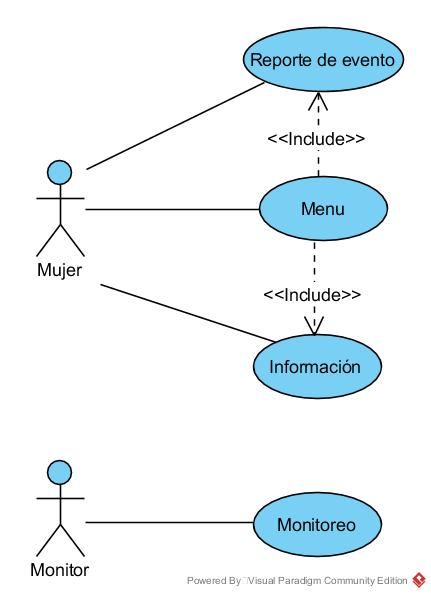 Reporte de evento
<<Include>>
Menu
Mujer
<<Include>>
Información
Monitoreo
Monitor
Powered By Visual Paradigm Community Edition